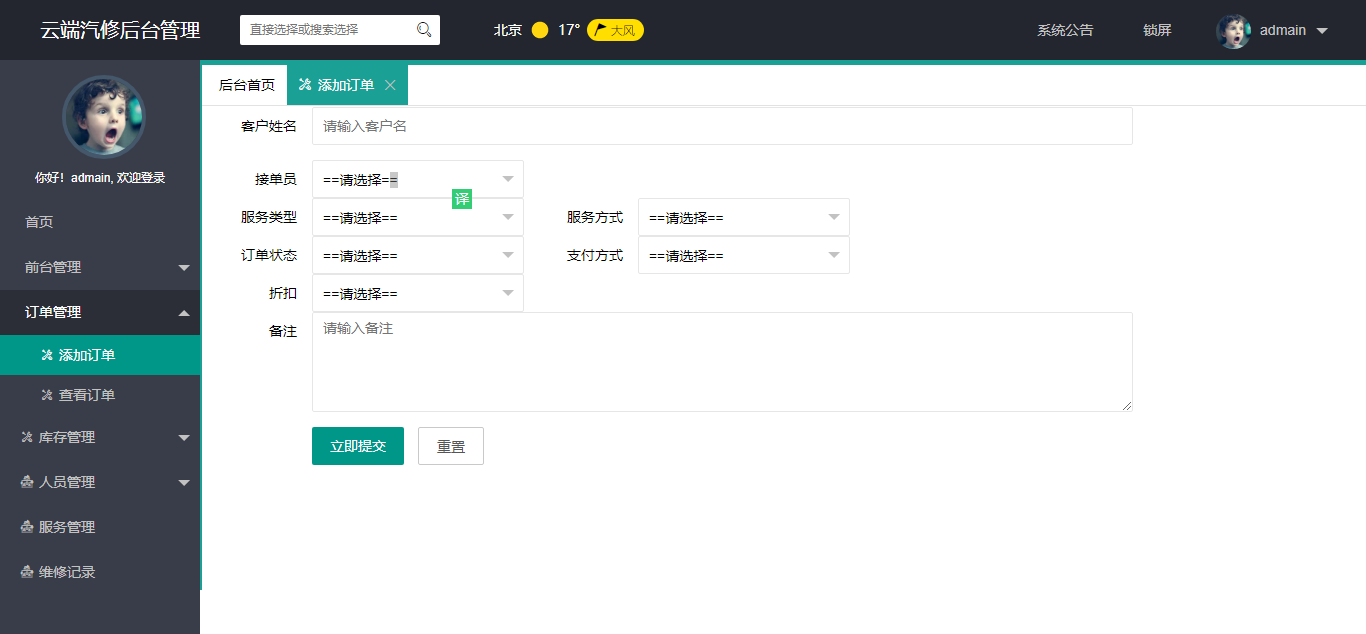 云端汽修后台管理
直接选择或搜索选择
北京 17° 大风
系统公告
锁屏
admain
你好！admain, 欢迎登录
首页
前台管理
订单管理
添加订单
查看订单
库存管理
人员管理
服务管理
维修记录
后台首页
添加订单
客户姓名 请输入客户名
接单员 ==请选择==
译
服务类型 ==请选择== 服务方式 ==请选择==
订单状态 ==请选择== 支付方式 ==请选择==
折扣 ==请选择==
备注 请输入备注
立即提交 重置